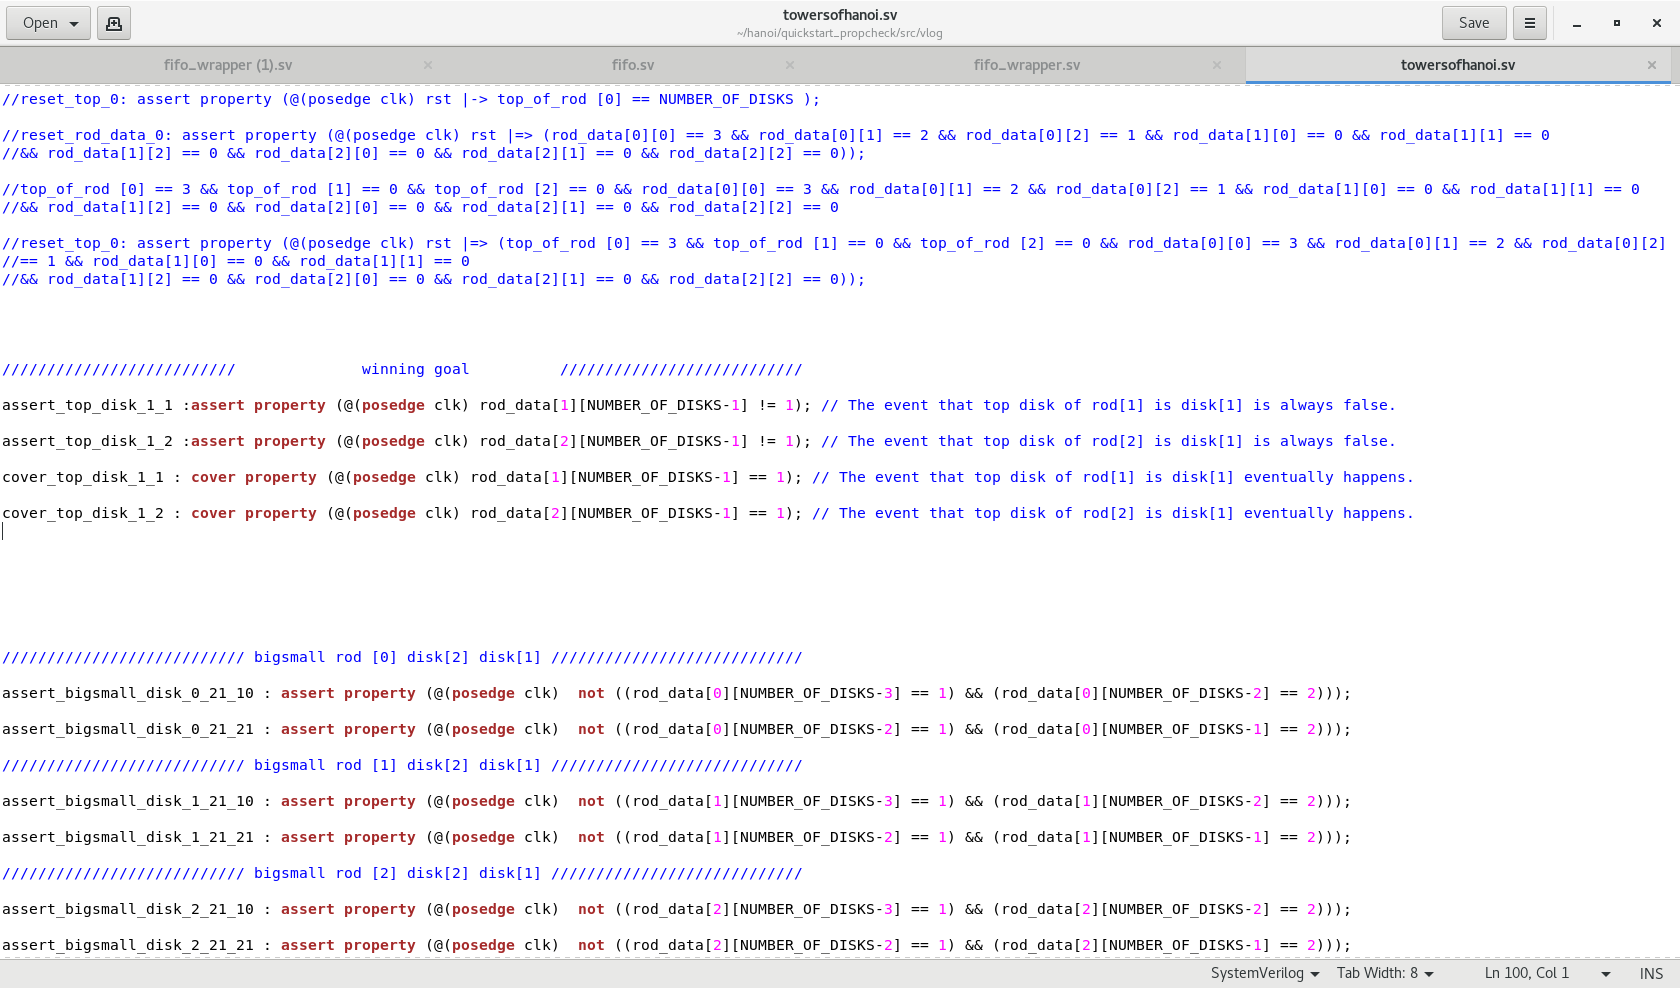 Open
towersofhanoi.sv
~/hanoi/quickstart_propcheck/src/vlog
Save
fifo_wrapper (1).sv
fifo.sv
fifo_wrapper.sv
towersofhanoi.sv
//reset_top_0: assert property (@(posedge clk) rst |-> top_of_rod [0] == NUMBER_OF_DISKS );
//reset_rod_data_0: assert property (@(posedge clk) rst |=> (rod_data[0][0] == 3 && rod_data[0][1] == 2 && rod_data[0][2] == 1 && rod_data[1][0] == 0 && rod_data[1][1] == 0
//&& rod_data[1][2] == 0 && rod_data[2][0] == 0 && rod_data[2][1] == 0 && rod_data[2][2] == 0));
//top_of_rod [0] == 3 && top_of_rod [1] == 0 && top_of_rod [2] == 0 && rod_data[0][0] == 3 && rod_data[0][1] == 2 && rod_data[0][2] == 1 && rod_data[1][0] == 0 && rod_data[1][1] == 0
//&& rod_data[1][2] == 0 && rod_data[2][0] == 0 && rod_data[2][1] == 0 && rod_data[2][2] == 0
//reset_top_0: assert property (@(posedge clk) rst |=> (top_of_rod [0] == 3 && top_of_rod [1] == 0 && top_of_rod [2] == 0 && rod_data[0][0] == 3 && rod_data[0][1] == 2 && rod_data[0][2]
//== 1 && rod_data[1][0] == 0 && rod_data[1][1] == 0
//&& rod_data[1][2] == 0 && rod_data[2][0] == 0 && rod_data[2][1] == 0 && rod_data[2][2] == 0));
//////////////////////////              winning goal          ///////////////////////////
assert_top_disk_1_1 :assert property (@(posedge clk) rod_data[1][NUMBER_OF_DISKS-1] != 1); // The event that top disk of rod[1] is disk[1] is always false.
assert_top_disk_1_2 :assert property (@(posedge clk) rod_data[2][NUMBER_OF_DISKS-1] != 1); // The event that top disk of rod[2] is disk[1] is always false.
cover_top_disk_1_1 : cover property (@(posedge clk) rod_data[1][NUMBER_OF_DISKS-1] == 1); // The event that top disk of rod[1] is disk[1] eventually happens.
cover_top_disk_1_2 : cover property (@(posedge clk) rod_data[2][NUMBER_OF_DISKS-1] == 1); // The event that top disk of rod[2] is disk[1] eventually happens.
/////////////////////////// bigsmall rod [0] disk[2] disk[1] ////////////////////////////
assert_bigsmall_disk_0_21_10 : assert property (@(posedge clk)  not ((rod_data[0][NUMBER_OF_DISKS-3] == 1) && (rod_data[0][NUMBER_OF_DISKS-2] == 2)));
assert_bigsmall_disk_0_21_21 : assert property (@(posedge clk)  not ((rod_data[0][NUMBER_OF_DISKS-2] == 1) && (rod_data[0][NUMBER_OF_DISKS-1] == 2)));
/////////////////////////// bigsmall rod [1] disk[2] disk[1] ////////////////////////////
assert_bigsmall_disk_1_21_10 : assert property (@(posedge clk)  not ((rod_data[1][NUMBER_OF_DISKS-3] == 1) && (rod_data[1][NUMBER_OF_DISKS-2] == 2)));
assert_bigsmall_disk_1_21_21 : assert property (@(posedge clk)  not ((rod_data[1][NUMBER_OF_DISKS-2] == 1) && (rod_data[1][NUMBER_OF_DISKS-1] == 2)));
/////////////////////////// bigsmall rod [2] disk[2] disk[1] ////////////////////////////
assert_bigsmall_disk_2_21_10 : assert property (@(posedge clk)  not ((rod_data[2][NUMBER_OF_DISKS-3] == 1) && (rod_data[2][NUMBER_OF_DISKS-2] == 2)));
assert_bigsmall_disk_2_21_21 : assert property (@(posedge clk)  not ((rod_data[2][NUMBER_OF_DISKS-2] == 1) && (rod_data[2][NUMBER_OF_DISKS-1] == 2)));
SystemVerilog
Tab Width: 8
Ln 100, Col 1
INS